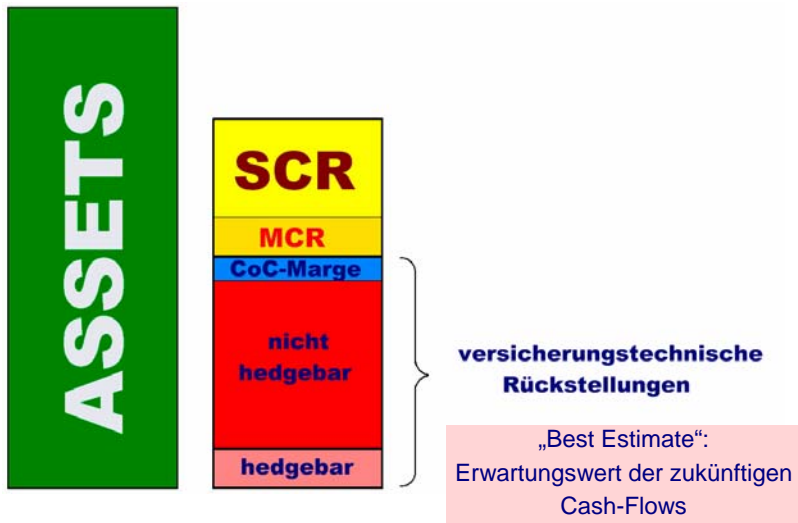 ASSETS
SCR
MCR
CoC-Marge
nicht
hedgebar
hedgebar
versicherungstechnische
Rückstellungen
„Best Estimate“:
Erwartungswert der zukünftigen
Cash-Flows